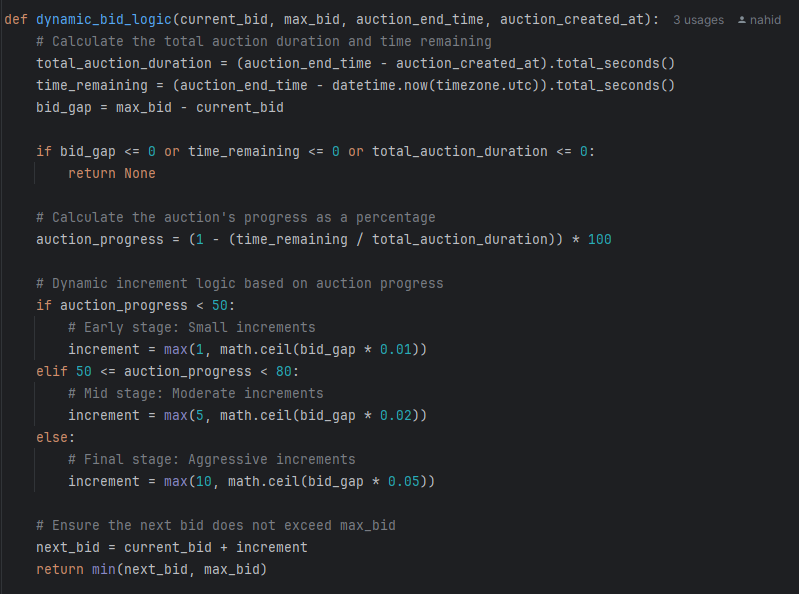 def dynamic_bid_logic(current_bid, max_bid, auction_end_time, auction_created_at):  3 usages  nahid
    # Calculate the total auction duration and time remaining
    total_auction_duration = (auction_end_time - auction_created_at).total_seconds()
    time_remaining = (auction_end_time - datetime.now(timezone.utc)).total_seconds()
    bid_gap = max_bid - current_bid

    if bid_gap <= 0 or time_remaining <= 0 or total_auction_duration <= 0:
        return None

    # Calculate the auction's progress as a percentage
    auction_progress = (1 - (time_remaining / total_auction_duration)) * 100

    # Dynamic increment logic based on auction progress
    if auction_progress < 50:
        # Early stage: Small increments
        increment = max(1, math.ceil(bid_gap * 0.01))
    elif 50 <= auction_progress < 80:
        # Mid stage: Moderate increments
        increment = max(5, math.ceil(bid_gap * 0.02))
    else:
        # Final stage: Aggressive increments
        increment = max(10, math.ceil(bid_gap * 0.05))

    # Ensure the next bid does not exceed max_bid
    next_bid = current_bid + increment
    return min(next_bid, max_bid)